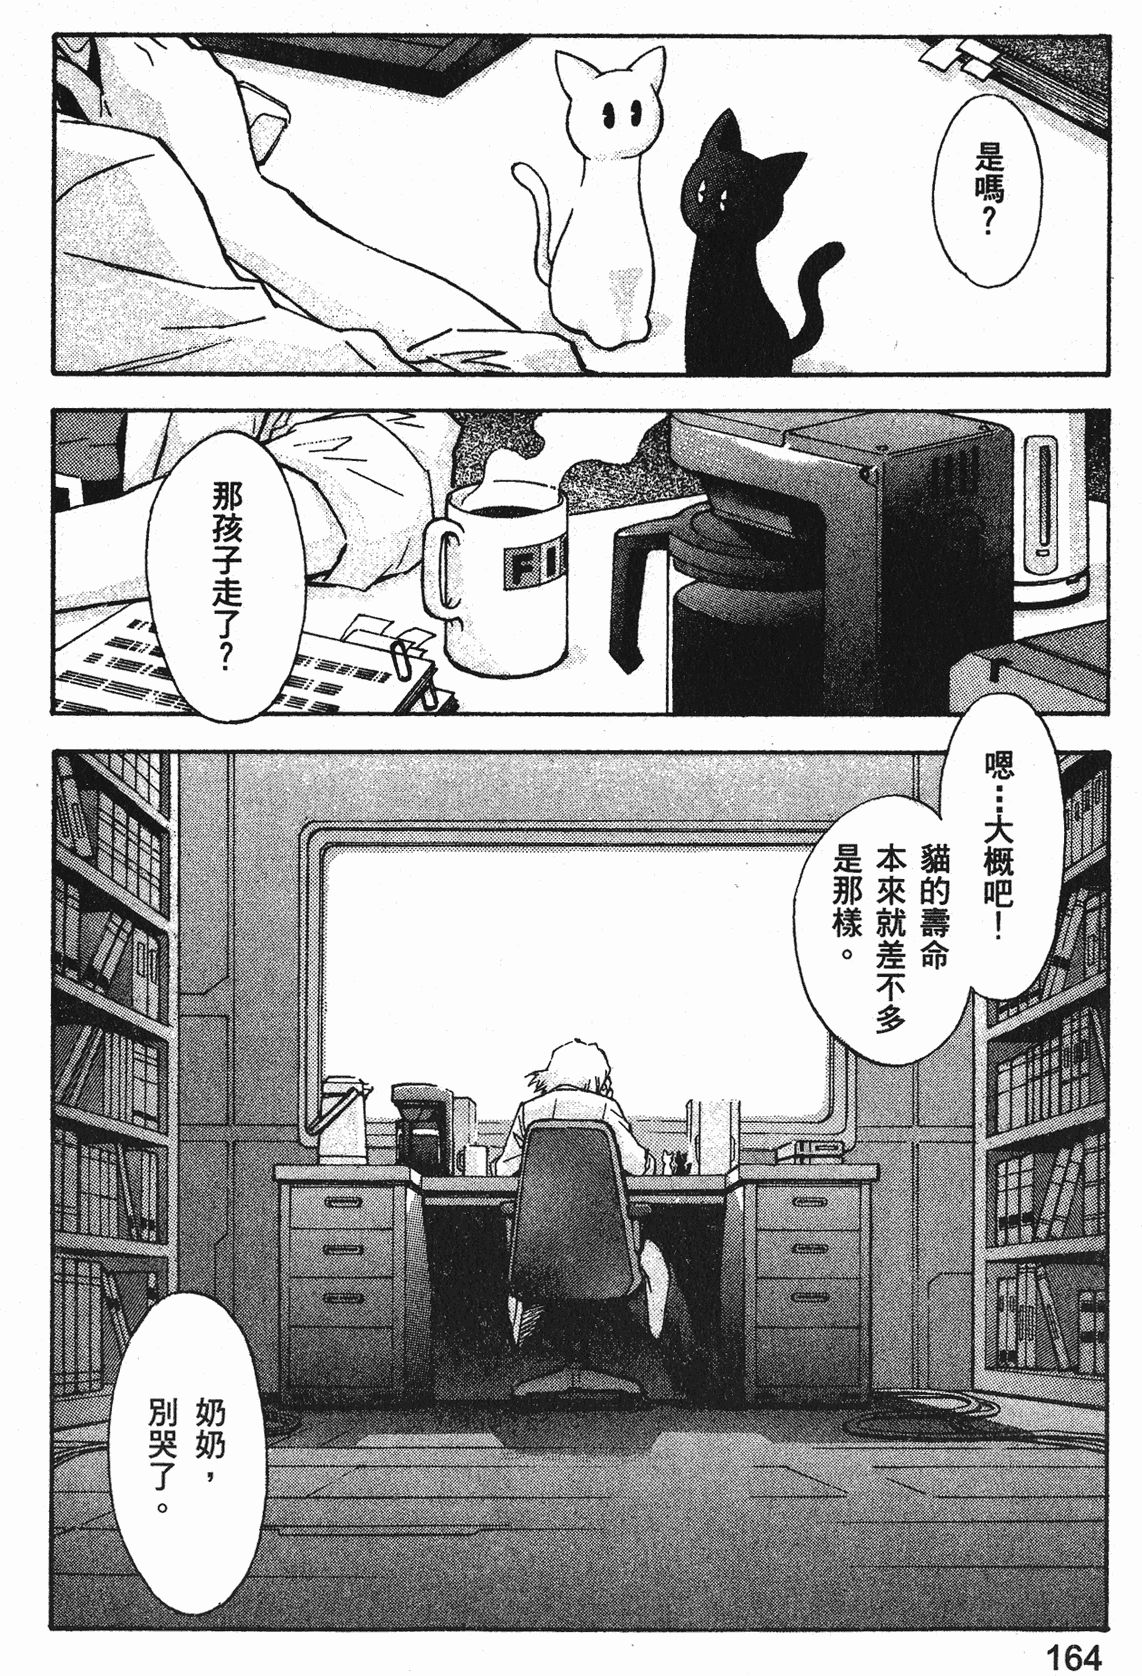 是嗎？
那孩子走了？
FI
嗯…大概吧！
貓的壽命
本來就差不多
是那樣。
奶奶，
別哭了。
164